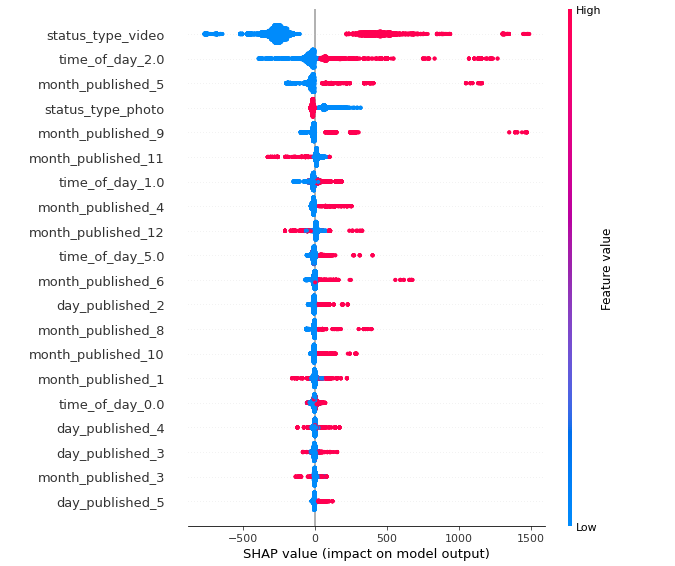 High
status_type_video
time_of_day_2.0
month_published_5
status_type_photo
month_published_9
month_published_11
time_of_day_1.0
month_published_4
month_published_12
time_of_day_5.0
month_published_6
day_published_2
month_published_8
month_published_10
month_published_1
time_of_day_0.0
day_published_4
day_published_3
month_published_3
day_published_5
Feature value
Low
−500 0 500 1000 1500
SHAP value (impact on model output)